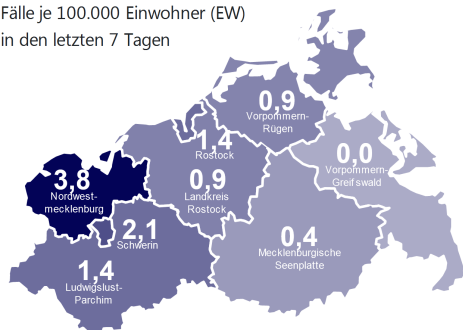 Fälle je 100.000 Einwohner (EW)
in den letzten 7 Tagen
0,9
Vorpommern-
Rügen
1,4
Rostock
0,0
Vorpommern-
Greifswald
3,8
Nordwest-
mecklenburg
0,9
Landkreis
Rostock
2,1
Schwerin
0,4
Mecklenburgische
Seenplatte
1,4
Ludwigslust-
Parchim